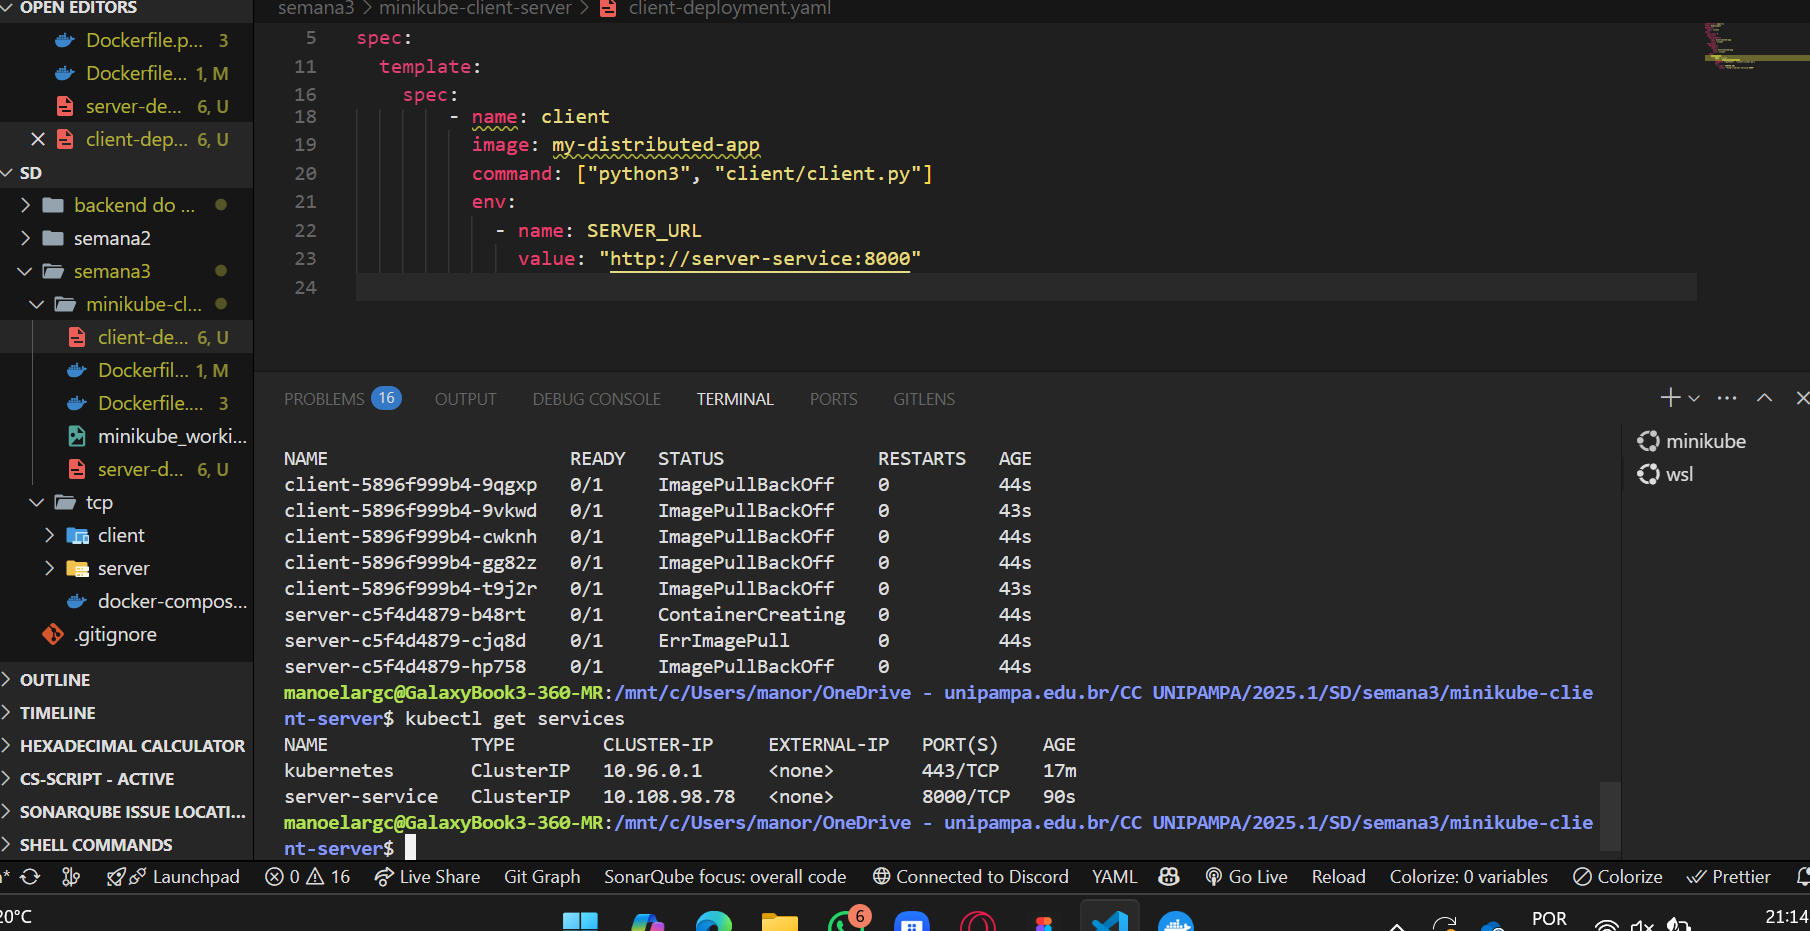 OPEN EDITORS
Dockerfile.p... 3
Dockerfile... 1, M
server-de... 6, U
client-dep... 6, U
SD
backend do ...
semana2
semana3
minikube-cl...
client-de... 6, U
Dockerfil... 1, M
Dockerfile.... 3
minikube_worki...
server-d... 6, U
tcp
client
server
docker-compos...
.gitignore
OUTLINE
TIMELINE
HEXADECIMAL CALCULATOR
CS-SCRIPT - ACTIVE
SONARQUBE ISSUE LOCATI...
SHELL COMMANDS
semana3 > minikube-client-server > client-deployment.yaml
5 spec:
11 template:
16 spec:
18 - name: client
19 image: my-distributed-app
20 command: ["python3", "client/client.py"]
21 env:
22 - name: SERVER_URL
23 value: "http://server-service:8000"
24
PROBLEMS 16 OUTPUT DEBUG CONSOLE TERMINAL PORTS GITLENS
minikube
wsl
NAME READY STATUS RESTARTS AGE
client-5896f999b4-9qgxp 0/1 ImagePullBackOff 0 44s
client-5896f999b4-9vkwd 0/1 ImagePullBackOff 0 43s
client-5896f999b4-cwknh 0/1 ImagePullBackOff 0 44s
client-5896f999b4-gg82z 0/1 ImagePullBackOff 0 44s
client-5896f999b4-t9j2r 0/1 ImagePullBackOff 0 43s
server-c5f4d4879-b48rt 0/1 ContainerCreating 0 44s
server-c5f4d4879-cjq8d 0/1 ErrImagePull 0 44s
server-c5f4d4879-hp758 0/1 ImagePullBackOff 0 44s
manoelargc@GalaxyBook3-360-MR:/mnt/c/Users/manor/OneDrive - unipampa.edu.br/CC UNIPAMPA/2025.1/SD/semana3/minikube-clie
nt-server$ kubectl get services
NAME TYPE CLUSTER-IP EXTERNAL-IP PORT(S) AGE
kubernetes ClusterIP 10.96.0.1 <none> 443/TCP 17m
server-service ClusterIP 10.108.98.78 <none> 8000/TCP 90s
manoelargc@GalaxyBook3-360-MR:/mnt/c/Users/manor/OneDrive - unipampa.edu.br/CC UNIPAMPA/2025.1/SD/semana3/minikube-clie
nt-server$
Launchpad 0 16 Live Share Git Graph SonarQube focus: overall code Connected to Discord YAML Go Live Reload Colorize: 0 variables Colorize Prettier
20°C 6 POR 21:14